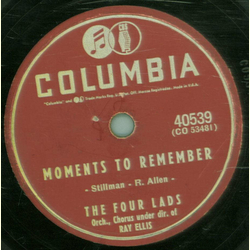 COLUMBIA
40539
(CO 53481)
MOMENTS TO REMEMBER
- Stillman - R. Allen -
THE FOUR LADS
Orch., Chorus under dir. of
RAY ELLIS